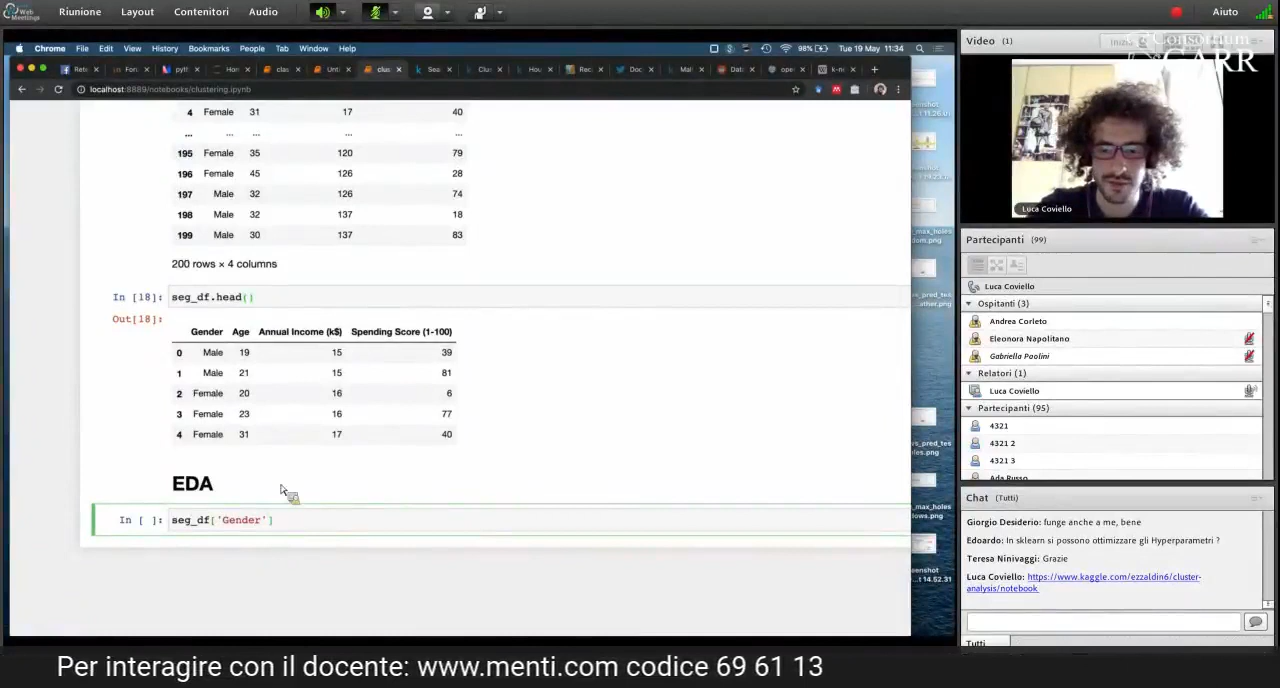 Web Meetings
Riunione Layout Contenitori Audio
Aiuto
Chrome File Edit View History Bookmarks People Tab Window Help
98% Tue 19 May 11:34
localhost:8889/notebooks/clustering.ipynb
4 Female 31 17 40
... ... ... ... ...
195 Female 35 120 79
196 Female 45 126 28
197 Male 32 126 74
198 Male 32 137 18
199 Male 30 137 83
200 rows × 4 columns
In [18]: seg_df.head()
Out[18]:
Gender Age Annual Income (k$) Spending Score (1-100)
0 Male 19 15 39
1 Male 21 15 81
2 Female 20 16 6
3 Female 23 16 77
4 Female 31 17 40
EDA
In [ ]: seg_df['Gender']
Video (1)
Consortium
GARR
Luca Coviello
Partecipanti (99)
Luca Coviello
Ospitanti (3)
Andrea Corleto
Eleonora Napolitano
Gabriella Paolini
Relatori (1)
Luca Coviello
Partecipanti (95)
4321
4321 2
4321 3
Ada Russo
Chat (Tutti)
Giorgio Desiderio: funge anche a me, bene
Edoardo: In sklearn si possono ottimizzare gli Hyperparametri ?
Teresa Ninivaggi: Grazie
Luca Coviello: https://www.kaggle.com/ezzaldin6/cluster-
analysis/notebook
Tutti
Per interagire con il docente: www.menti.com codice 69 61 13